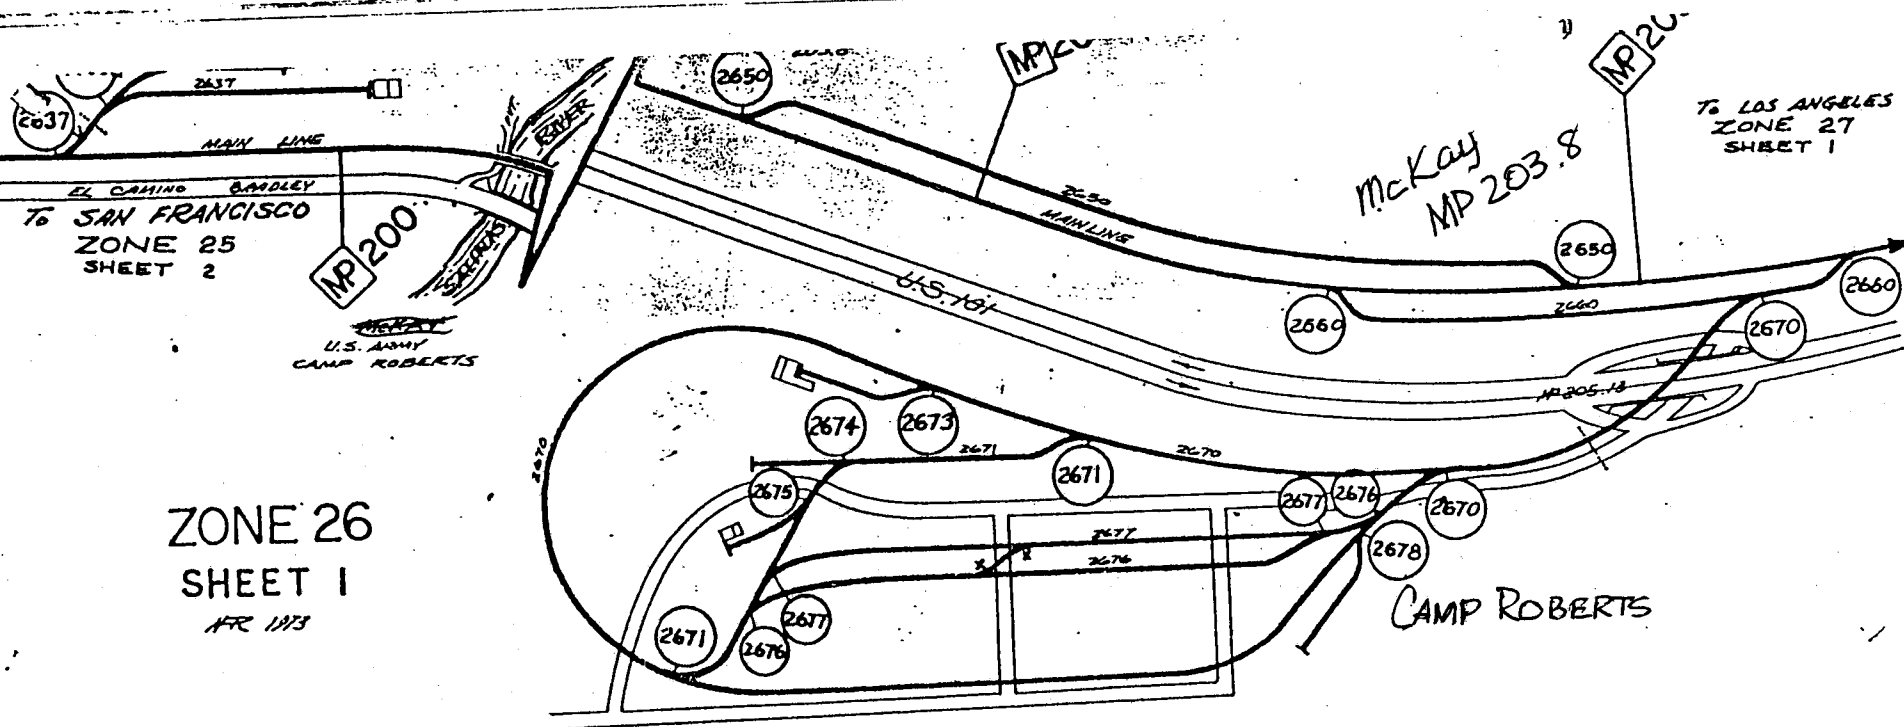 2637
2637
MAIN LINE
EL CAMINO BRADLEY
To SAN FRANCISCO
ZONE 25
SHEET 2
MP 200
U.S. ARMY
CAMP ROBERTS
RIVER
2650
MP
2650
MAINLINE
U.S. 101
McKay
MP 203.8
MP
To LOS ANGELES
ZONE 27
SHEET 1
2650
2660
2660
2660
2670
2670
2674
2673
2671
2671
2670
2675
2677
2676
2670
2678
2677
2676
2677
2676
2671
CAMP ROBERTS
ZONE 26
SHEET 1